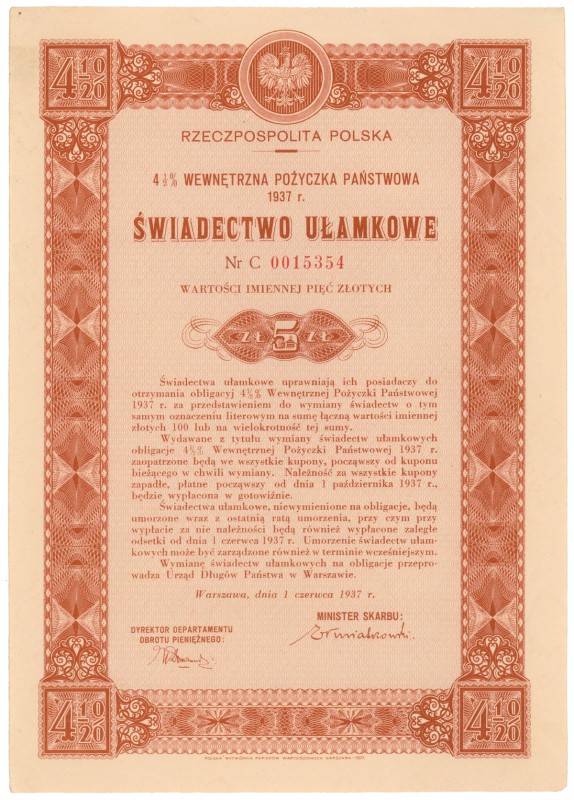 4 1/2 % 4 1/2 %
RZECZPOSPOLITA POLSKA
4 1/2 % WEWNĘTRZNA POŻYCZKA PAŃSTWOWA
1937 r.
ŚWIADECTWO UŁAMKOWE
Nr C 0015354
WARTOŚCI IMIENNEJ PIĘĆ ZŁOTYCH
ZŁ 5 ZŁ
Świadectwa ułamkowe uprawniają ich posiadaczy do
otrzymania obligacyj 4½% Wewnętrznej Pożyczki Państwowej
1937 r. za przedstawieniem do wymiany świadectw o tym
samym oznaczeniu literowym na sumę łączną wartości imiennej
złotych 100 lub na wielokrotność tej sumy.
Wydawane z tytułu wymiany świadectw ułamkowych
obligacje 4½% Wewnętrznej Pożyczki Państwowej 1937 r.
zaopatrzone będą we wszystkie kupony, począwszy od kuponu
bieżącego w chwili wymiany. Należność za wszystkie kupony
zapadłe, płatne począwszy od dnia 1 października 1937 r.,
będzie wypłacona w gotowiźnie.
Świadectwa ułamkowe, niewymienione na obligacje, będą
umorzone wraz z ostatnią ratą umorzenia, przy czym przy
wypłacie za nie należności będą również wypłacone zaległe
odsetki od dnia 1 czerwca 1937 r. Umorzenie świadectw ułam-
kowych może być zarządzone również w terminie wcześniejszym.
Wymianę świadectw ułamkowych na obligacje przepro-
wadza Urząd Długów Państwa w Warszawie.
Warszawa, dnia 1 czerwca 1937 r.
MINISTER SKARBU:
DYREKTOR DEPARTAMENTU
OBROTU PIENIĘŻNEGO:
4 1/2 % 4 1/2 %
POLSKA WYTWÓRNIA PAPIERÓW WARTOŚCIOWYCH WARSZAWA